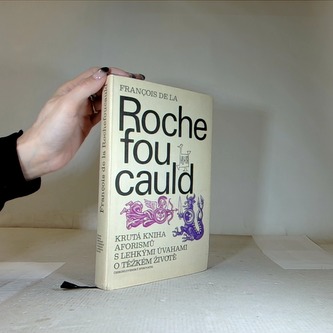 FRANÇOIS DE LA
Roche
fou
cauld
KRUTÁ KNIHA
AFORISMŮ
S LEHKÝMI ÚVAHAMI
O TĚŽKÉM ŽIVOTĚ
François de la Rochefoucauld